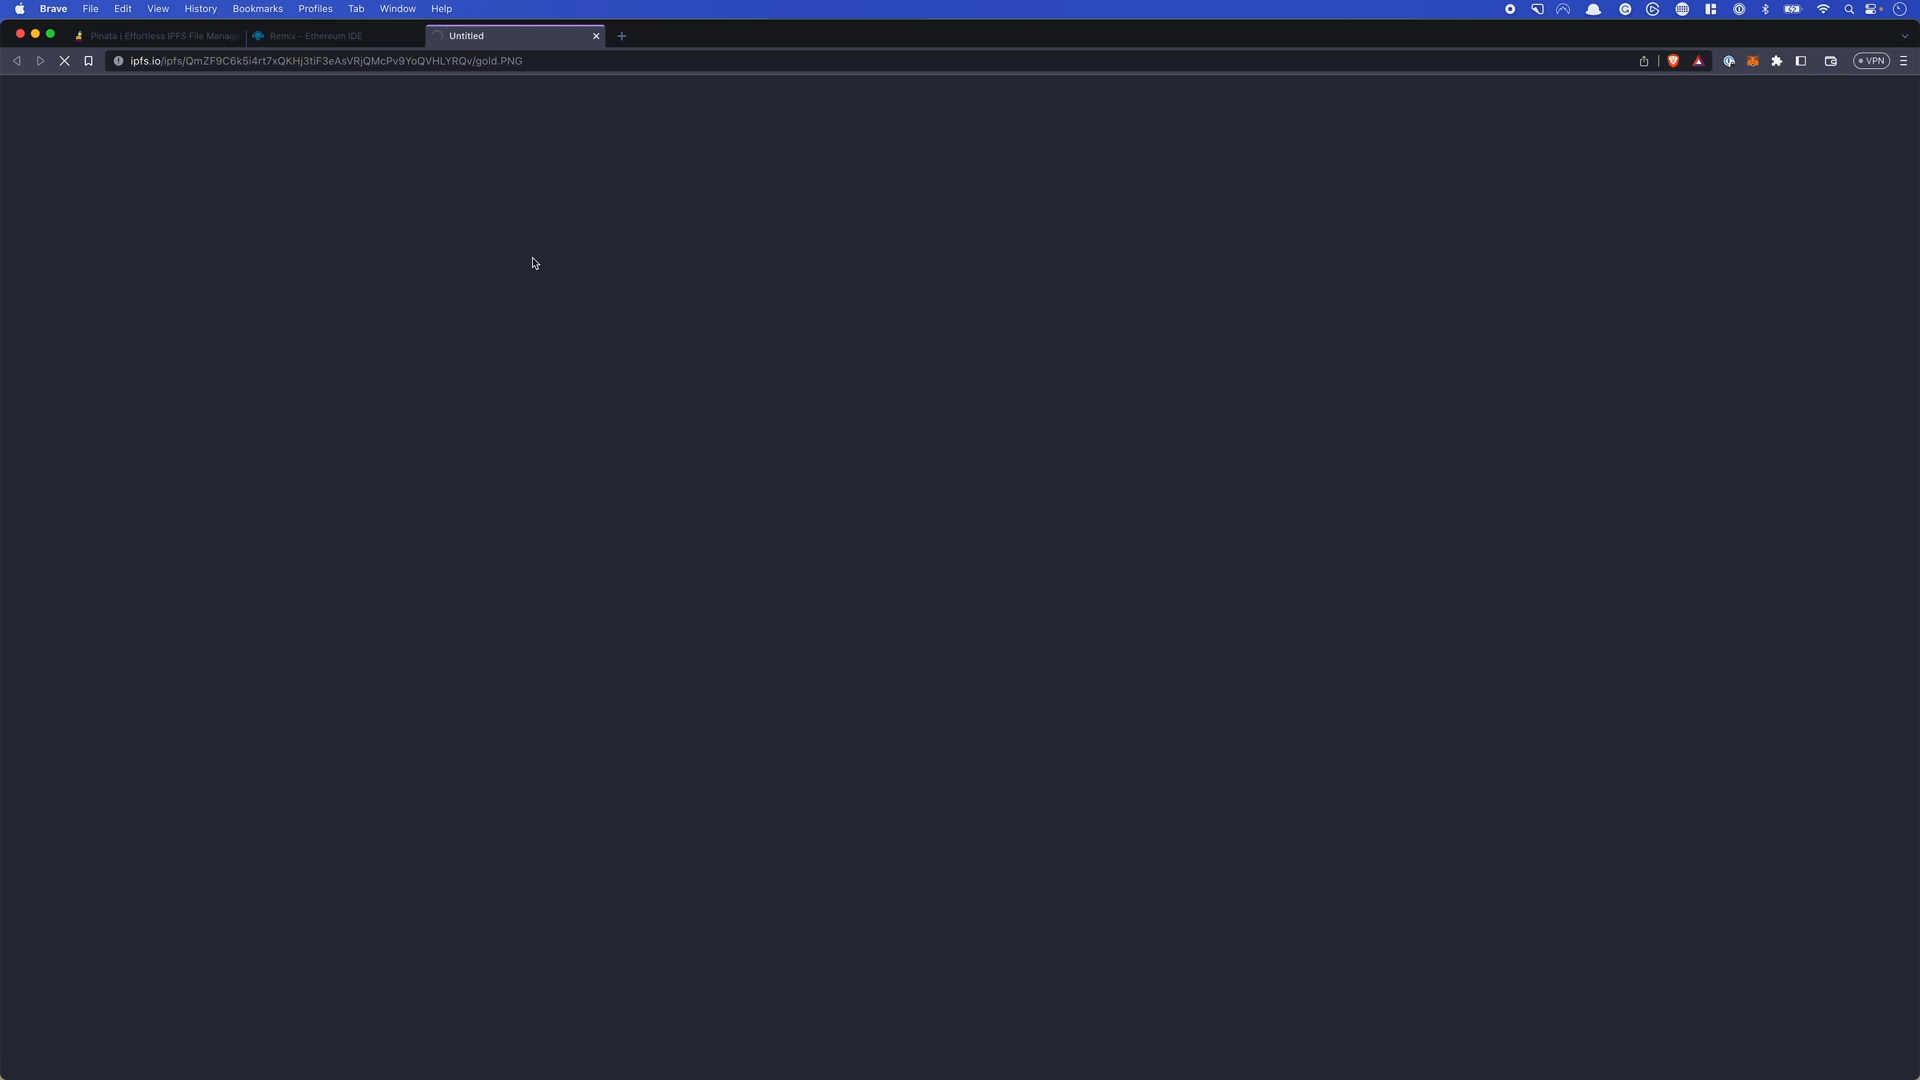 Brave File Edit View History Bookmarks Profiles Tab Window Help
Pinata | Effortless IPFS File Manag Remix - Ethereum IDE Untitled
ipfs.io/ipfs/QmZF9C6k5i4rt7xQKHj3tiF3eAsVRjQMcPv9YoQVHLYRQv/gold.PNG VPN